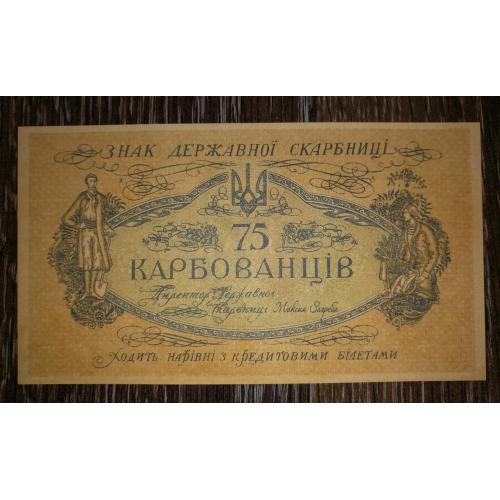 ЗНАК ДЕРЖАВНОЇ СКАРБНИЦІ
75
КАРБОВАНЦІВ
Директор Державної
Скарбниці
ХОДИТЬ НАРІВНІ З КРЕДИТОВИМИ БІЛЕТАМИ